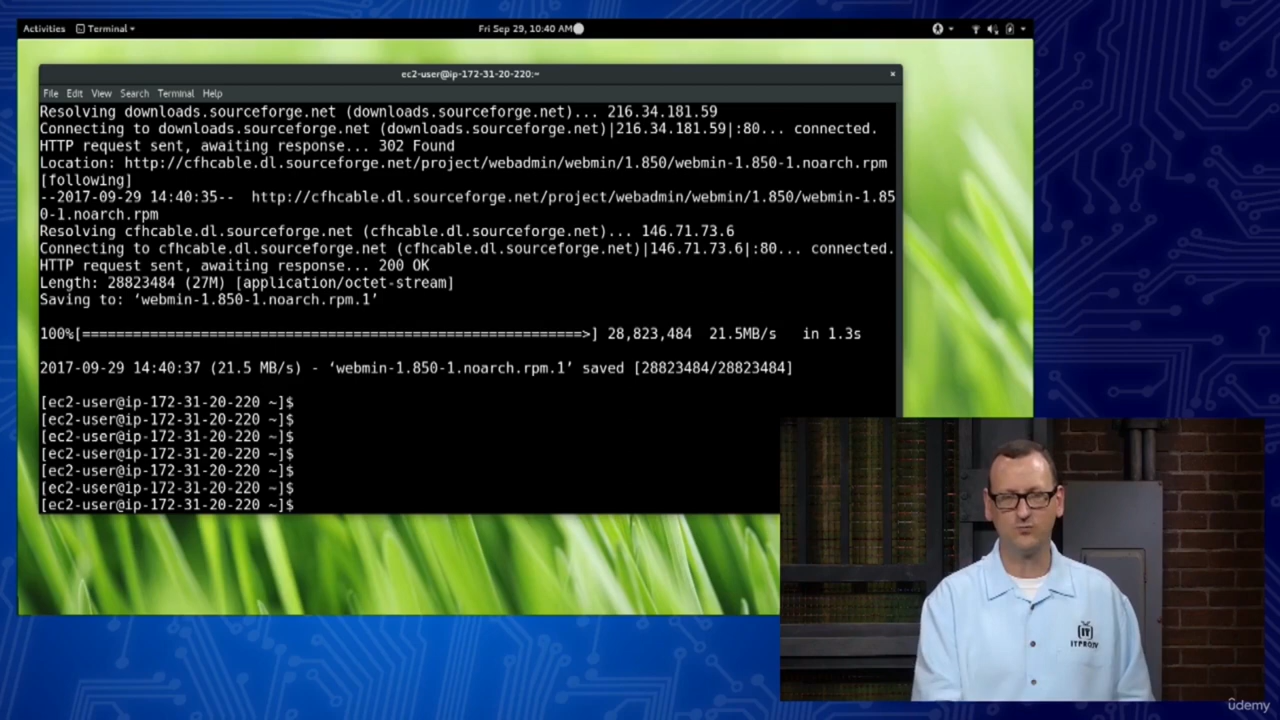 Activities Terminal Fri Sep 29, 10:40 AM
ec2-user@ip-172-31-20-220:~ ×
File Edit View Search Terminal Help
Resolving downloads.sourceforge.net (downloads.sourceforge.net)... 216.34.181.59
Connecting to downloads.sourceforge.net (downloads.sourceforge.net)|216.34.181.59|:80... connected.
HTTP request sent, awaiting response... 302 Found
Location: http://cfhcable.dl.sourceforge.net/project/webadmin/webmin/1.850/webmin-1.850-1.noarch.rpm
[following]
--2017-09-29 14:40:35--  http://cfhcable.dl.sourceforge.net/project/webadmin/webmin/1.850/webmin-1.85
0-1.noarch.rpm
Resolving cfhcable.dl.sourceforge.net (cfhcable.dl.sourceforge.net)... 146.71.73.6
Connecting to cfhcable.dl.sourceforge.net (cfhcable.dl.sourceforge.net)|146.71.73.6|:80... connected.
HTTP request sent, awaiting response... 200 OK
Length: 28823484 (27M) [application/octet-stream]
Saving to: ‘webmin-1.850-1.noarch.rpm.1’
100%[===========================================================>] 28,823,484  21.5MB/s   in 1.3s
2017-09-29 14:40:37 (21.5 MB/s) - ‘webmin-1.850-1.noarch.rpm.1’ saved [28823484/28823484]
[ec2-user@ip-172-31-20-220 ~]$
[ec2-user@ip-172-31-20-220 ~]$
[ec2-user@ip-172-31-20-220 ~]$
[ec2-user@ip-172-31-20-220 ~]$
[ec2-user@ip-172-31-20-220 ~]$
[ec2-user@ip-172-31-20-220 ~]$
[ec2-user@ip-172-31-20-220 ~]$
IT
ITPROTV
ûdemy